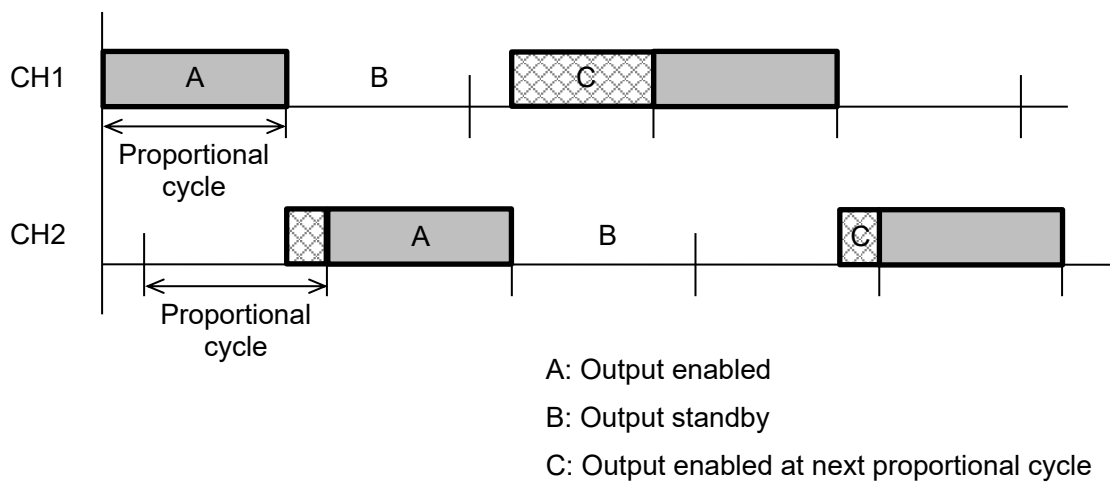 CH1
A
B
C
Proportional
cycle
CH2
A
B
C
Proportional
cycle
A: Output enabled
B: Output standby
C: Output enabled at next proportional cycle